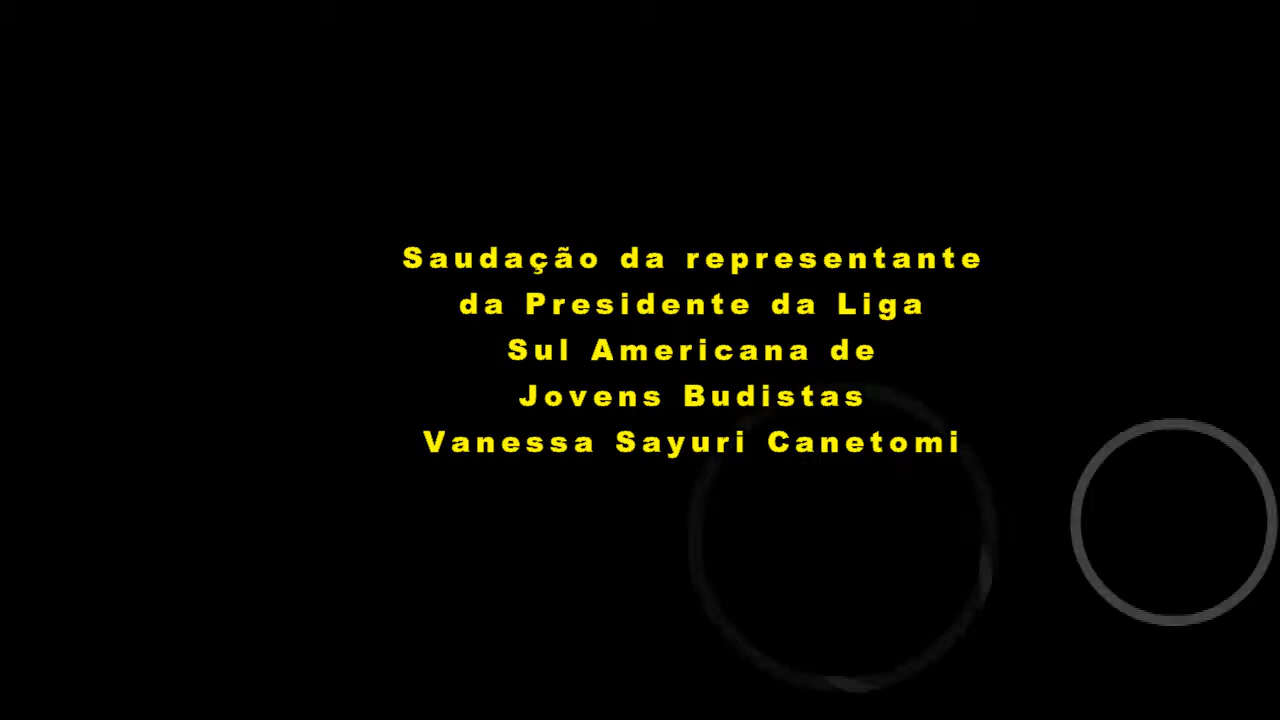 Saudação da representante
da Presidente da Liga
Sul Americana de
Jovens Budistas
Vanessa Sayuri Canetomi